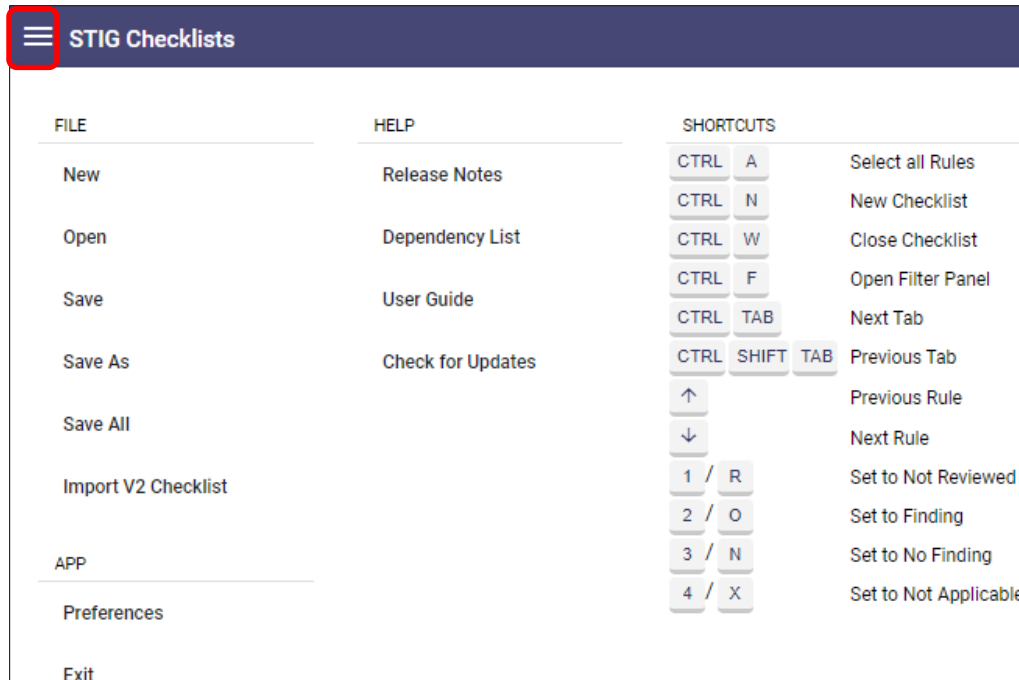 STIG Checklists
FILE
New
Open
Save
Save As
Save All
Import V2 Checklist
APP
Preferences
Exit
HELP
Release Notes
Dependency List
User Guide
Check for Updates
SHORTCUTS
CTRL A Select all Rules
CTRL N New Checklist
CTRL W Close Checklist
CTRL F Open Filter Panel
CTRL TAB Next Tab
CTRL SHIFT TAB Previous Tab
↑ Previous Rule
↓ Next Rule
1 / R Set to Not Reviewed
2 / O Set to Finding
3 / N Set to No Finding
4 / X Set to Not Applicable